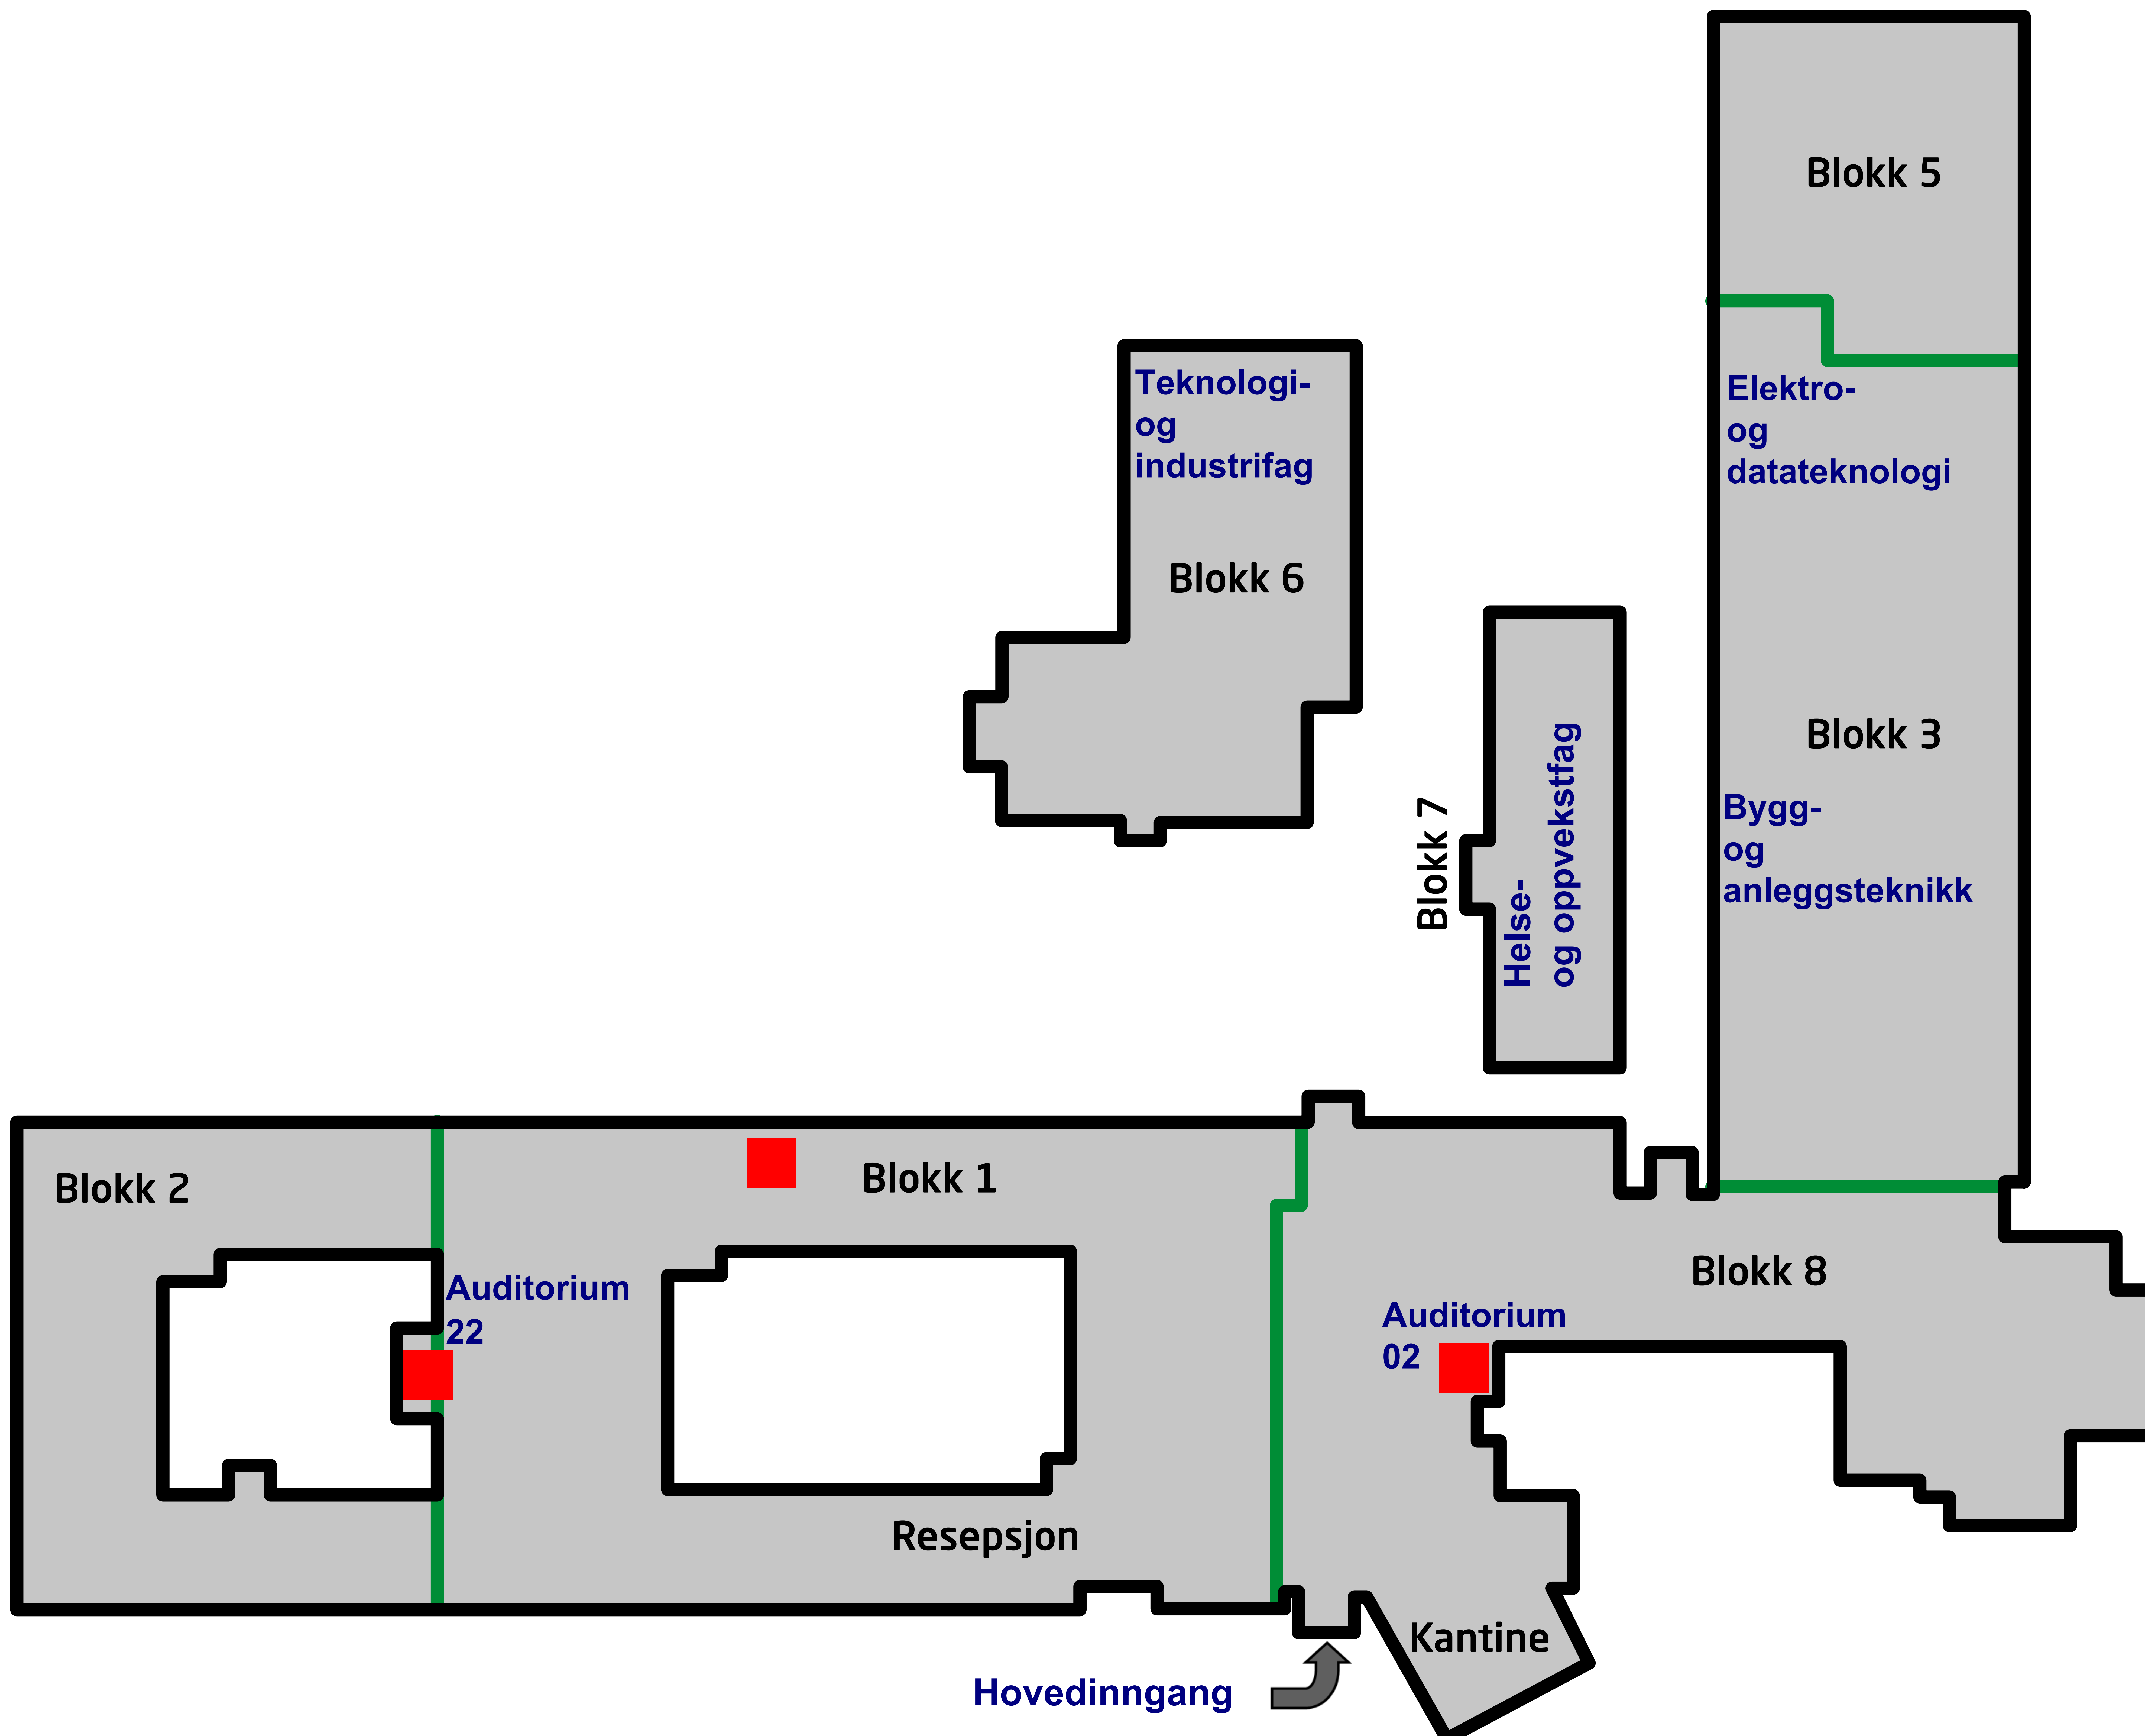 Blokk 5
Teknologi-
og
industrifag
Elektro-
og
datateknologi
Blokk 6
Blokk 3
Blokk 7
Helse-
og oppvekstfag
Bygg-
og
anleggsteknikk
Blokk 2
Blokk 1
Blokk 8
Auditorium
22
Auditorium
02
Resepsjon
Kantine
Hovedinngang